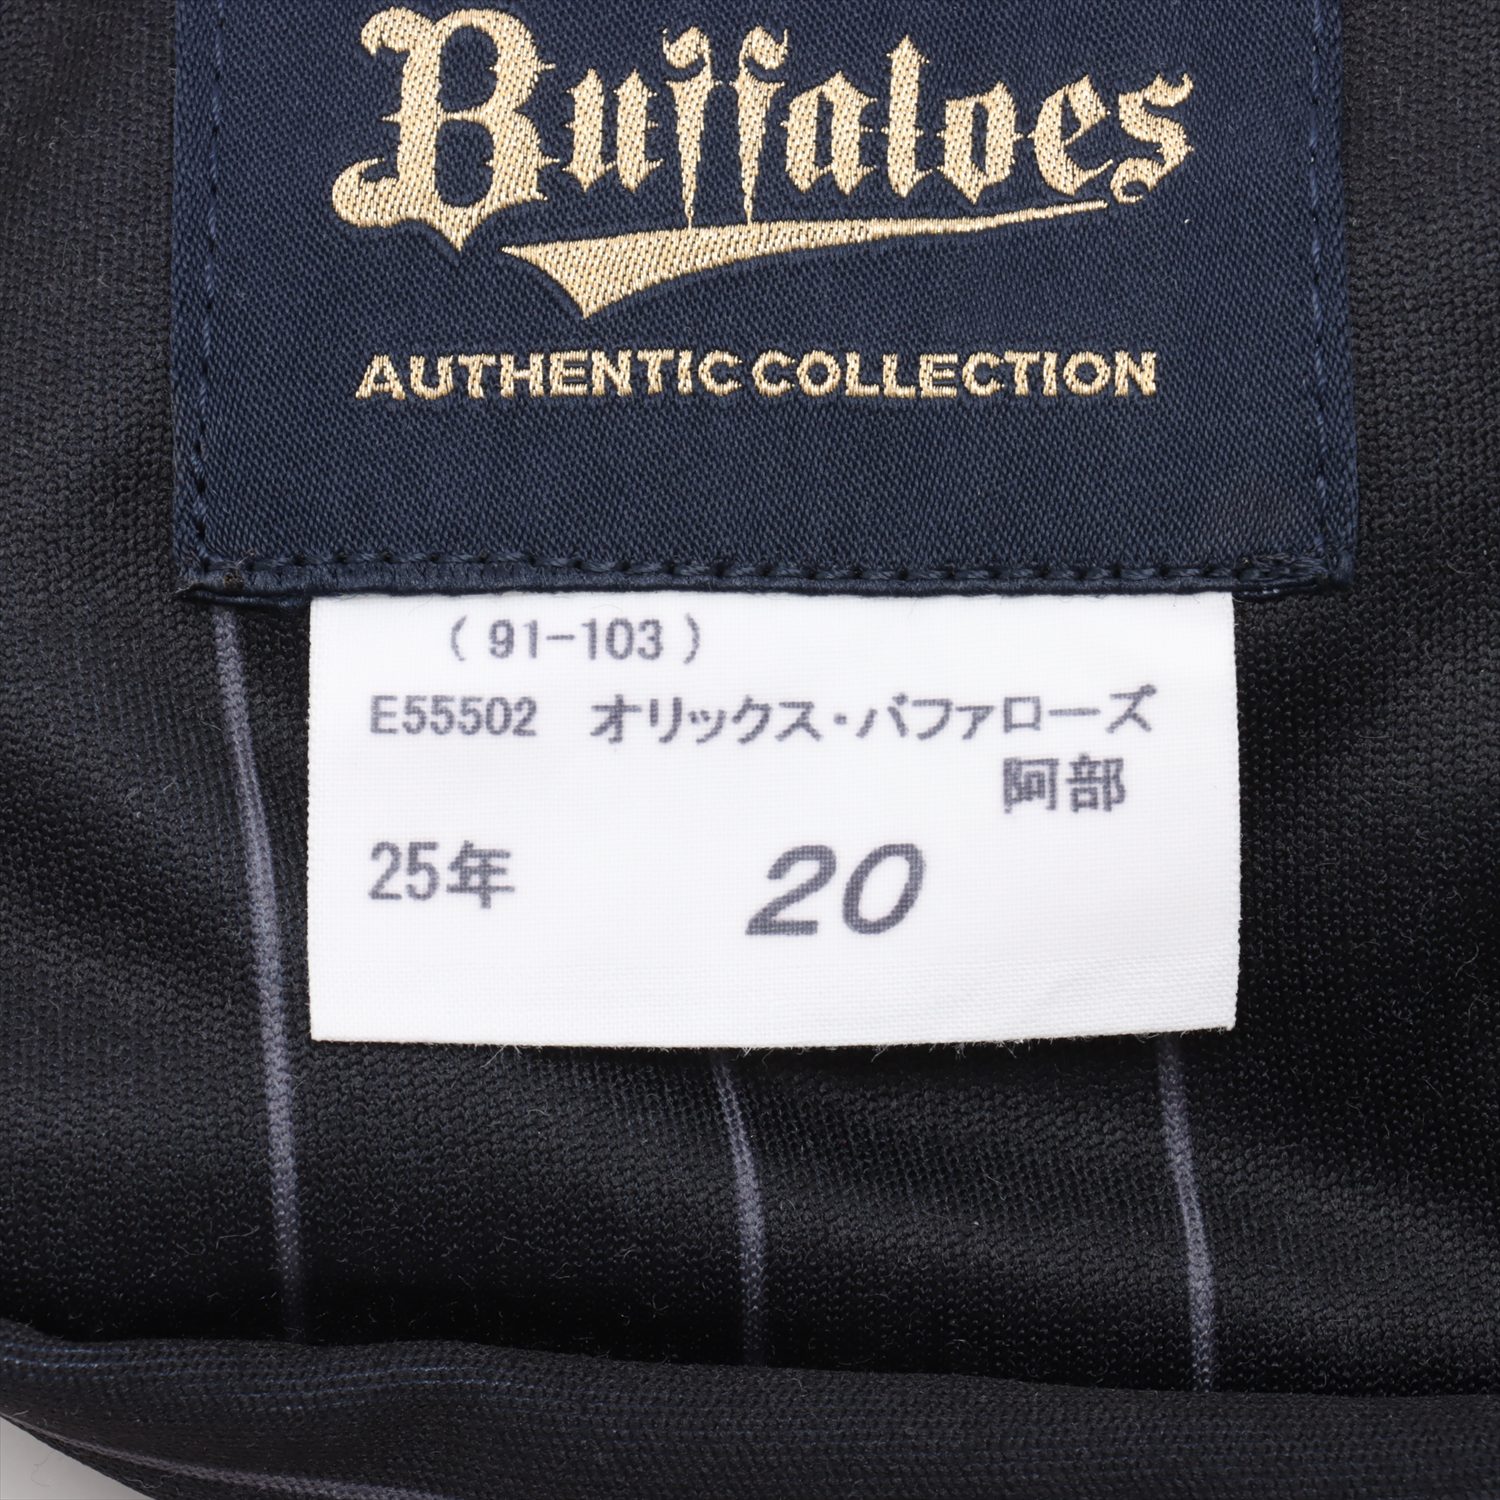 Buffaloes
AUTHENTIC COLLECTION
( 91-103 )
E55502 オリックス・バファローズ
阿部
25年 20